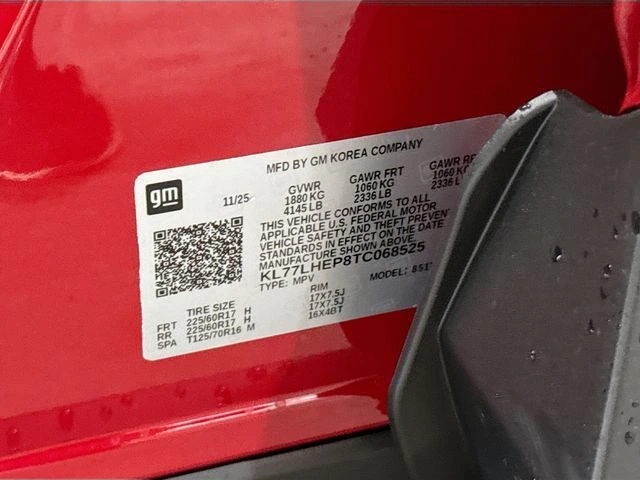 MFD BY GM KOREA COMPANY
gm
11/25
GVWR GAWR FRT GAWR RR
1880 KG 1060 KG 1060 KG
4145 LB 2336 LB 2336 L
THIS VEHICLE CONFORMS TO ALL
APPLICABLE U.S. FEDERAL MOTOR
VEHICLE SAFETY AND THEFT PREVEN
STANDARDS IN EFFECT ON THE
MANUFACTURE SHOWN ABOVE.
KL77LHEP8TC068525
TYPE: MPV MODEL: 851
TIRE SIZE RIM
FRT 225/60R17 H 17X7.5J
RR 225/60R17 H 17X7.5J
SPA T125/70R16 M 16X4BT